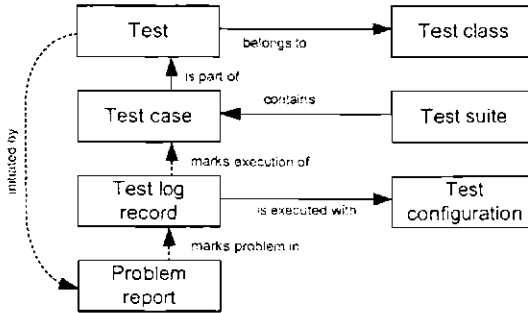 Test
belongs to
Test class
is part of
Test case
contains
Test suite
initiated by
marks execution of
Test log
record
is executed with
Test
configuration
marks problem in
Problem
report